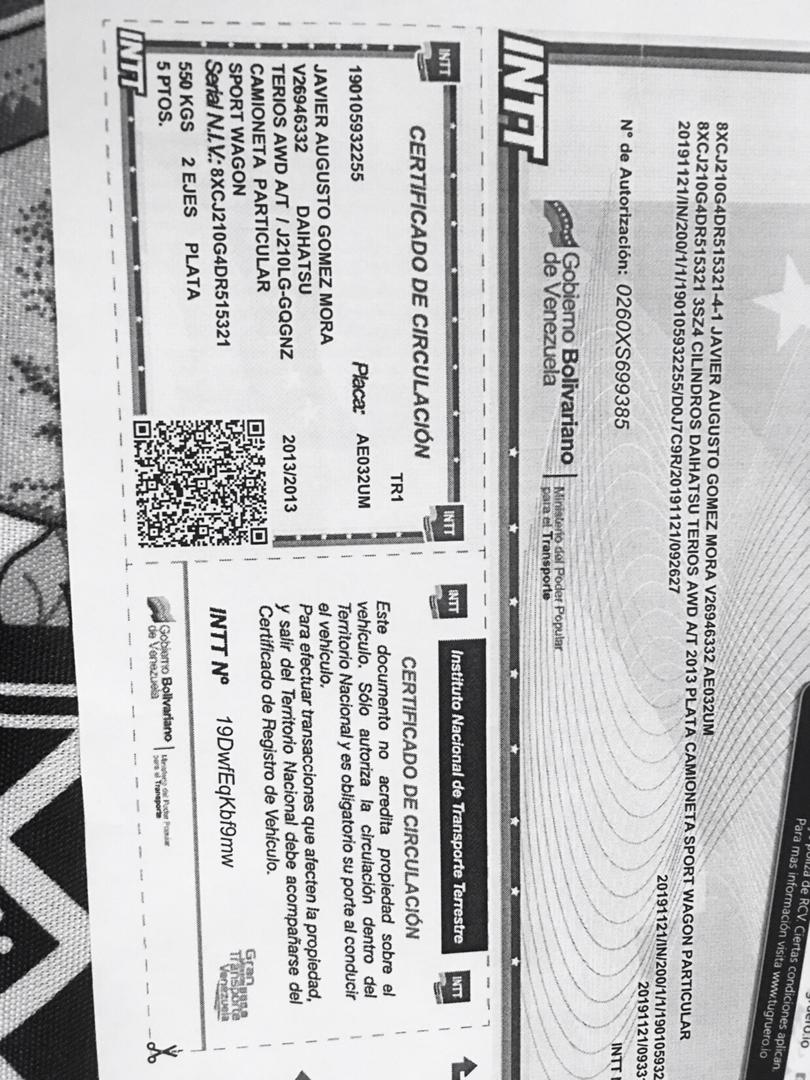 póliza de RCV. Ciertas condiciones aplican.
Para mas información visita www.tugruero.io
8XCJ210G4DR515321-4-1 JAVIER AUGUSTO GOMEZ MORA V26946332 AE032UM
8XCJ210G4DR515321 3SZ4 CILINDROS DAIHATSU TERIOS AWD A/T 2013 PLATA CAMIONETA SPORT WAGON PARTICULAR
20191121/IN/200/1/1/190105932255/D0J7C9R/20191121/092627
20191121/IN/200/1/1/190105932
20191121/0933
INTT
Nº de Autorización: 0260XS699385
INTT
Gobierno Bolivariano
de Venezuela
Ministerio del Poder Popular
para el Transporte
INTT
INTT
CERTIFICADO DE CIRCULACIÓN
TR1
190105932255 Placa: AE032UM
JAVIER AUGUSTO GOMEZ MORA
V26946332 DAIHATSU
TERIOS AWD A/T / J210LG-GQGNZ 2013/2013
CAMIONETA PARTICULAR
SPORT WAGON
Serial N.I.V.: 8XCJ210G4DR515321
550 KGS 2 EJES PLATA
5 PTOS.
INTT
INTT
Instituto Nacional de Transporte Terrestre
INTT
CERTIFICADO DE CIRCULACIÓN
Este documento no acredita propiedad sobre el
vehículo. Sólo autoriza la circulación dentro del
Territorio Nacional y es obligatorio su porte al conducir
el vehículo.
Para efectuar transacciones que afecten la propiedad,
y salir del Territorio Nacional debe acompañarse del
Certificado de Registro de Vehículo.
INTT Nº 19DwfEqKbf9mw
Gran
Transporte
Venezuela
Gobierno Bolivariano
de Venezuela
Ministerio del Poder Popular
para el Transporte